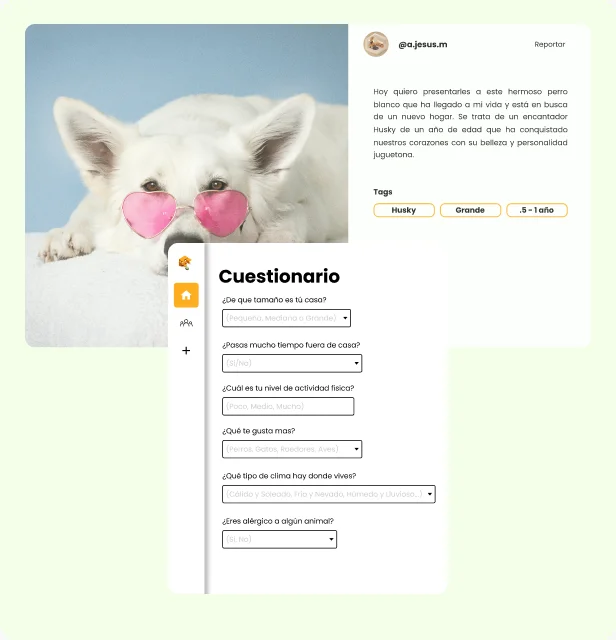 @a.jesus.m
Reportar
Hoy quiero presentarles a este hermoso perro
blanco que ha llegado a mi vida y está en busca
de un nuevo hogar. Se trata de un encantador
Husky de un año de edad que ha conquistado
nuestros corazones con su belleza y personalidad
juguetona.
Tags
Husky
Grande
.5 - 1 año
Cuestionario
¿De que tamaño es tú casa?
(Pequeña, Mediana o Grande)
¿Pasas mucho tiempo fuera de casa?
(Si/No)
¿Cuál es tu nivel de actividad física?
(Poco, Medio, Mucho)
¿Qué te gusta mas?
(Perros, Gatos, Roedores, Aves)
¿Qué tipo de clima hay donde vives?
(Cálido y Soleado, Frío y Nevado, Húmedo y Lluvioso...)
¿Eres alérgico a algún animal?
(Si, No)